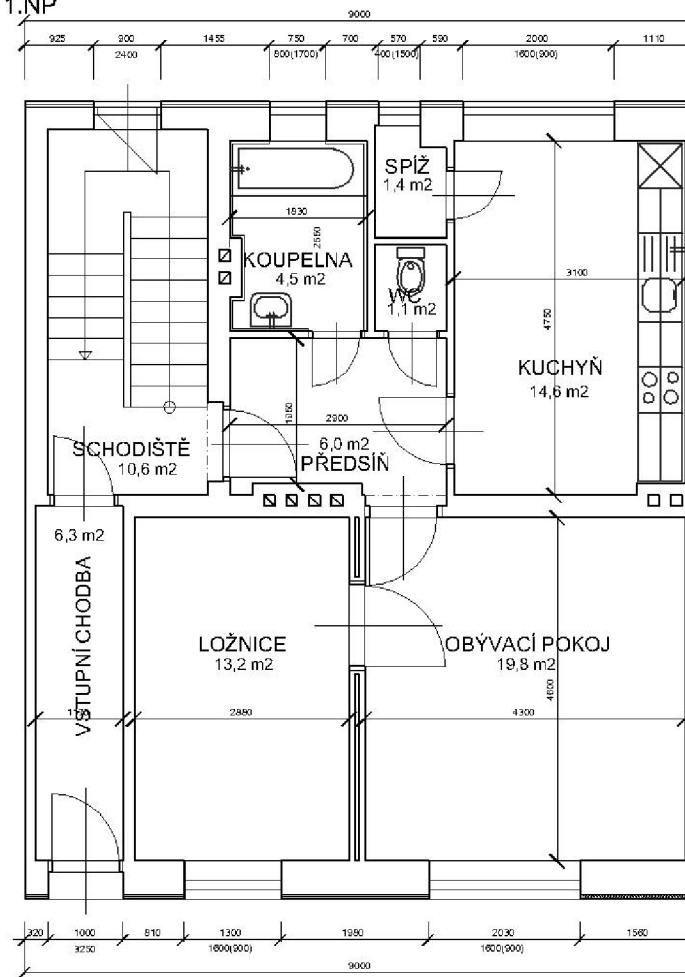 1.NP
9000
925 900 1455 750 700 570 590 2000 1110
2400 800(1700) 400(1500) 1600(900)
SPÍŽ
1,4 m2
1830
2550
KOUPELNA
4,5 m2
WC
1,1 m2
3100
4750
KUCHYŇ
14,6 m2
1950
2900
6,0 m2
PŘEDSÍŇ
SCHODIŠTĚ
10,6 m2
6,3 m2
VSTUPNÍ CHODBA
LOŽNICE
13,2 m2
OBÝVACÍ POKOJ
19,8 m2
4600
2880
4300
320 1000 810 1300 1980 2030 1560
3250 1600(900) 1600(900)
9000